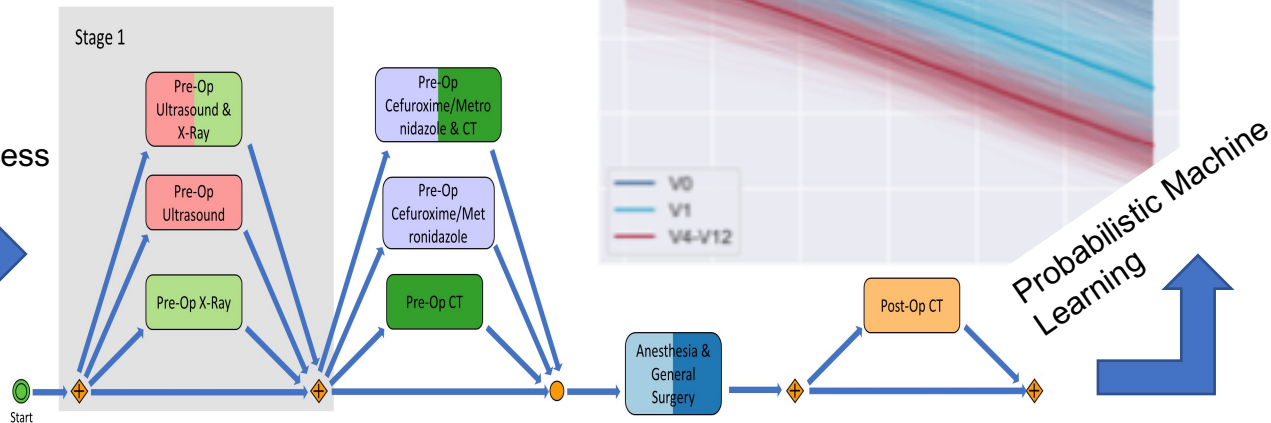 Stage 1
Pre-Op
Ultrasound &
X-Ray
Pre-Op
Ultrasound
Pre-Op X-Ray
Pre-Op
Cefuroxime/Metro
nidazole & CT
Pre-Op
Cefuroxime/Met
ronidazole
Pre-Op CT
ess
Start
Anesthesia &
General
Surgery
Post-Op CT
V0
V1
V4-V12
Probabilistic Machine
Learning